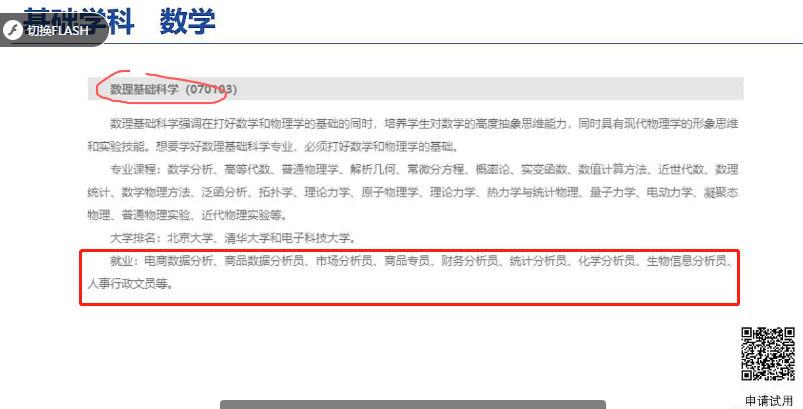 基础学科 数学
切换FLASH
数理基础科学（070103）
数理基础科学强调在打好数学和物理学的基础的同时，培养学生对数学的高度抽象思维能力，同时具有现代物理学的形象思维
和实验技能。想要学好数理基础科学专业，必须打好数学和物理学的基础。
专业课程：数学分析、高等代数、普通物理学、解析几何、常微分方程、概率论、实变函数、数值计算方法、近世代数、数理
统计、数学物理方法、泛函分析、拓扑学、理论力学、原子物理学、理论力学、热力学与统计物理、量子力学、电动力学、凝聚态
物理、普通物理实验、近代物理实验等。
大学排名：北京大学、清华大学和电子科技大学。
就业：电商数据分析、商品数据分析员、市场分析员、商品专员、财务分析员、统计分析员、化学分析员、生物信息分析员、
人事行政文员等。
申请试用